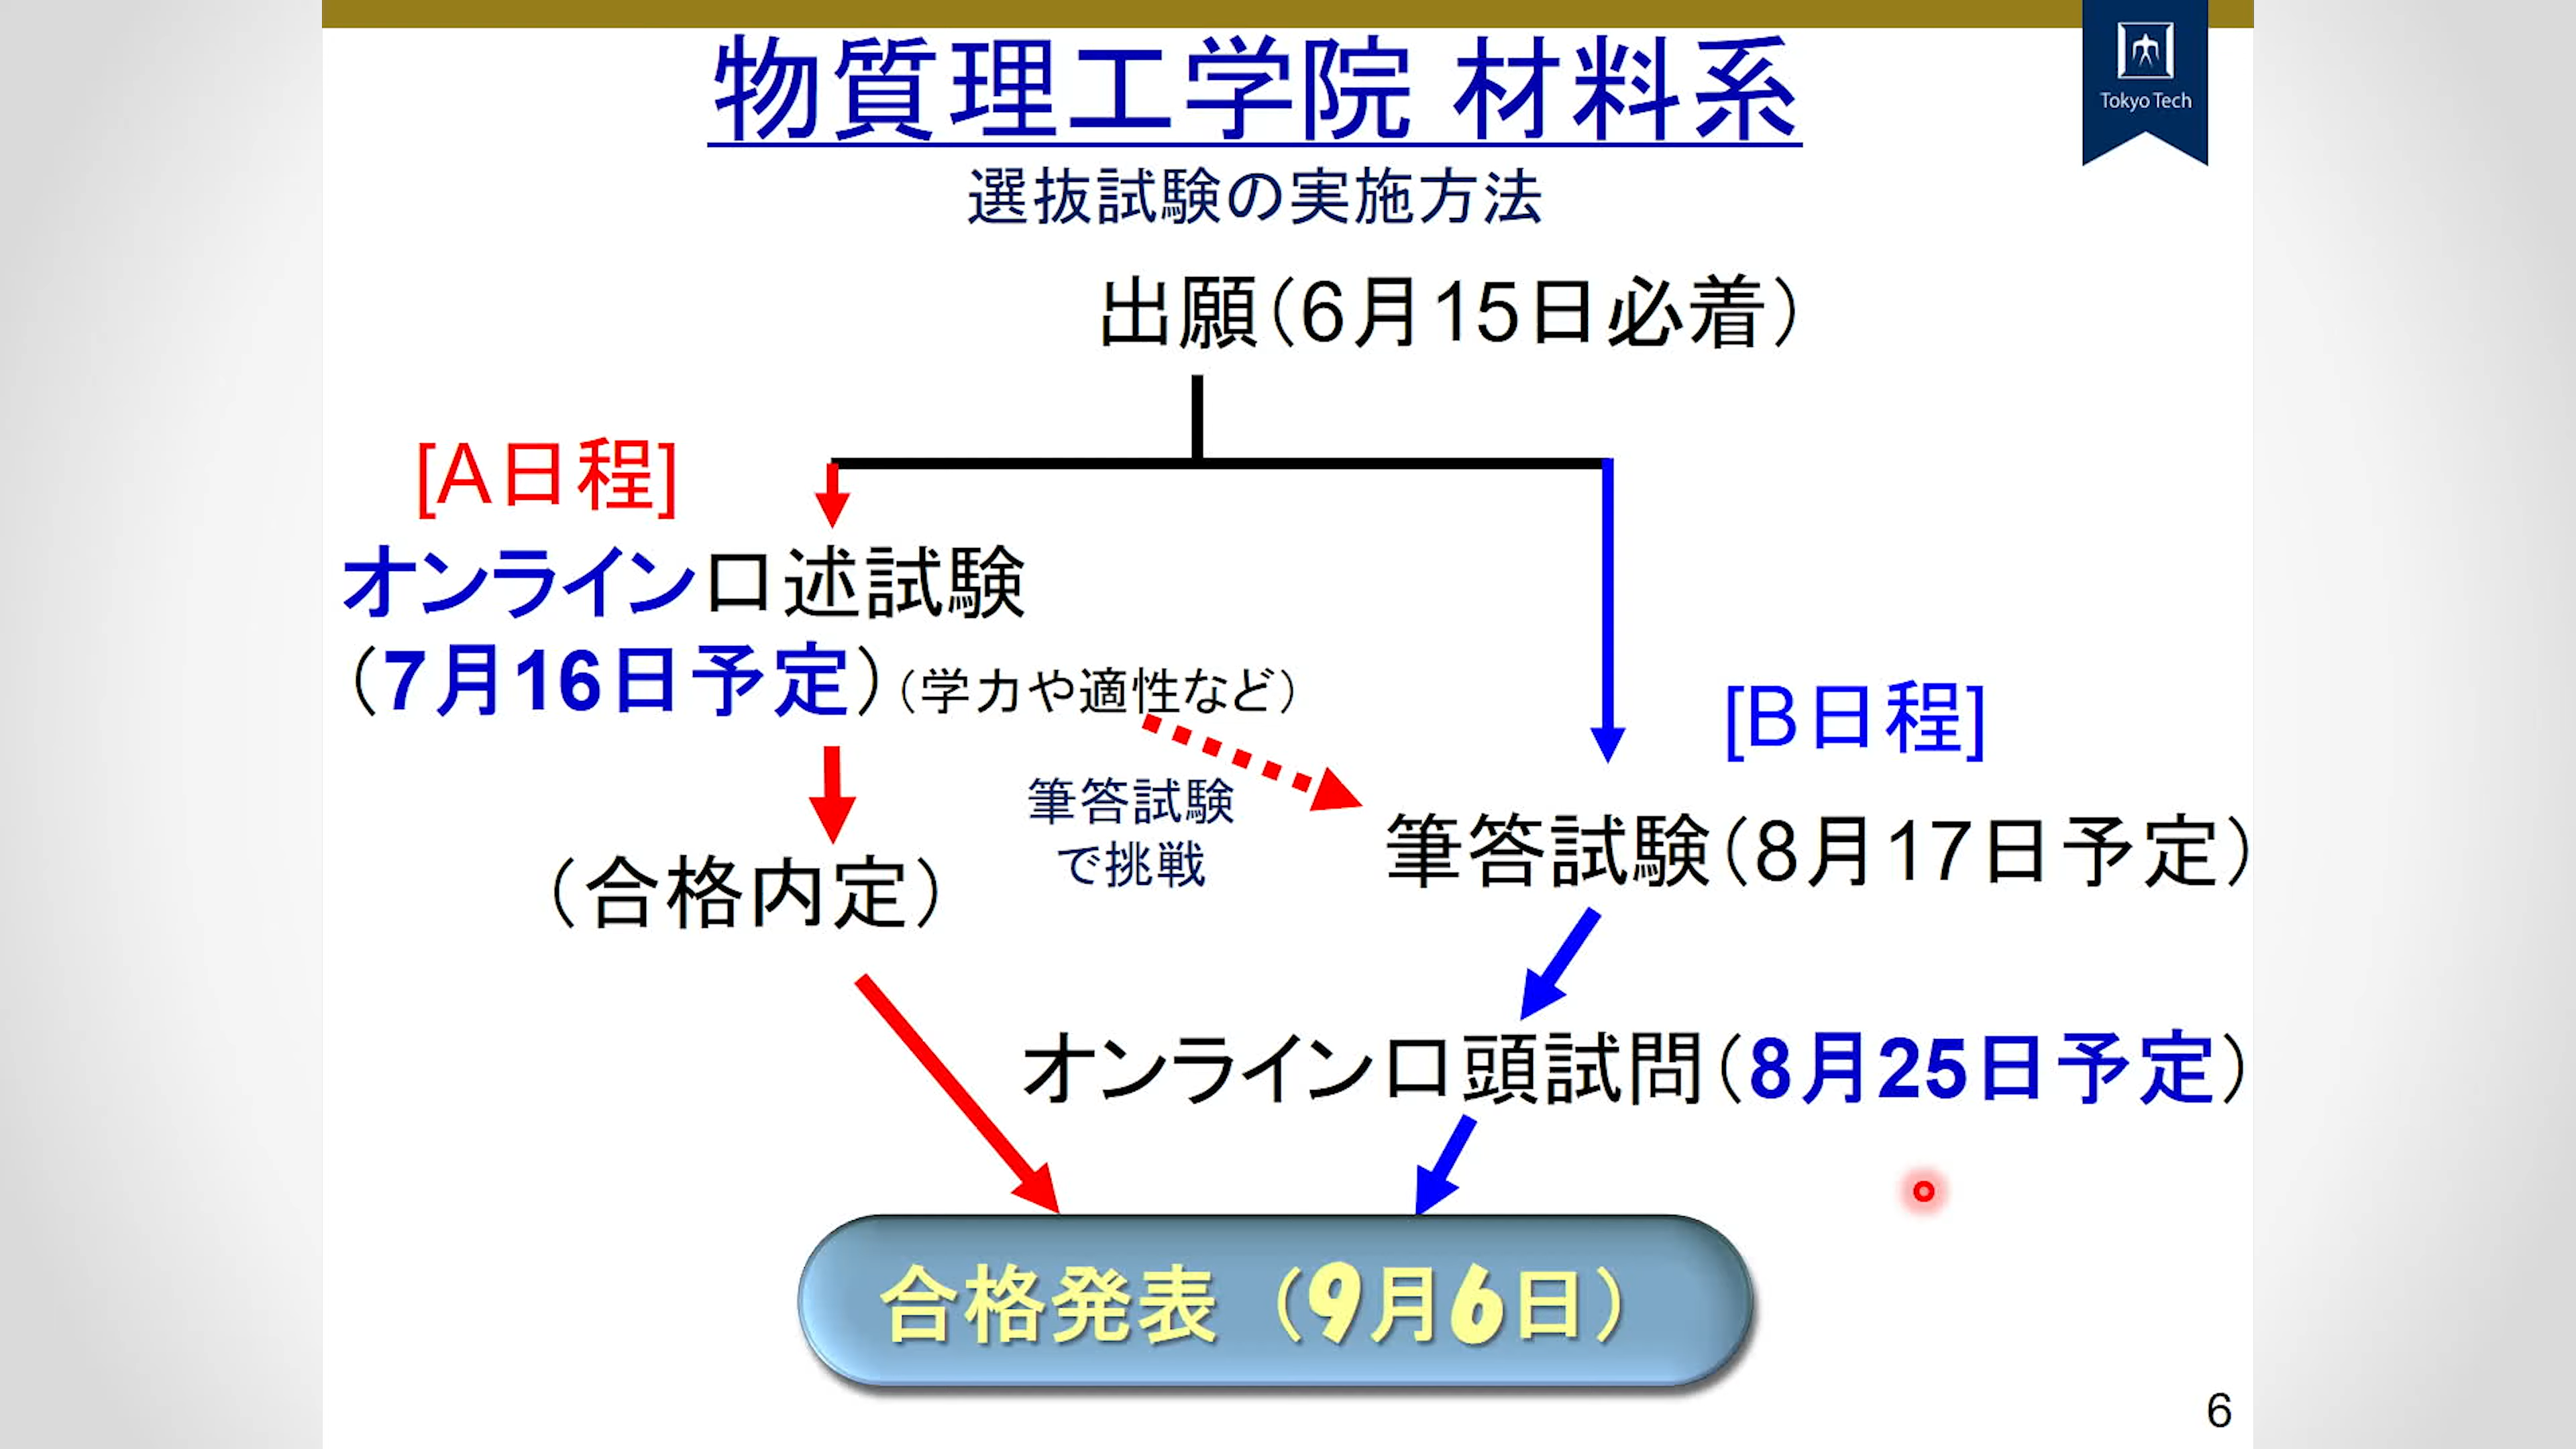 物質理工学院 材料系
Tokyo Tech
選抜試験の実施方法
出願(6月15日必着)
[A日程]
オンライン口述試験
(7月16日予定)(学力や適性など)
[B日程]
筆答試験
で挑戦
筆答試験(8月17日予定)
(合格内定)
オンライン口頭試問(8月25日予定)
合格発表(9月6日)
6